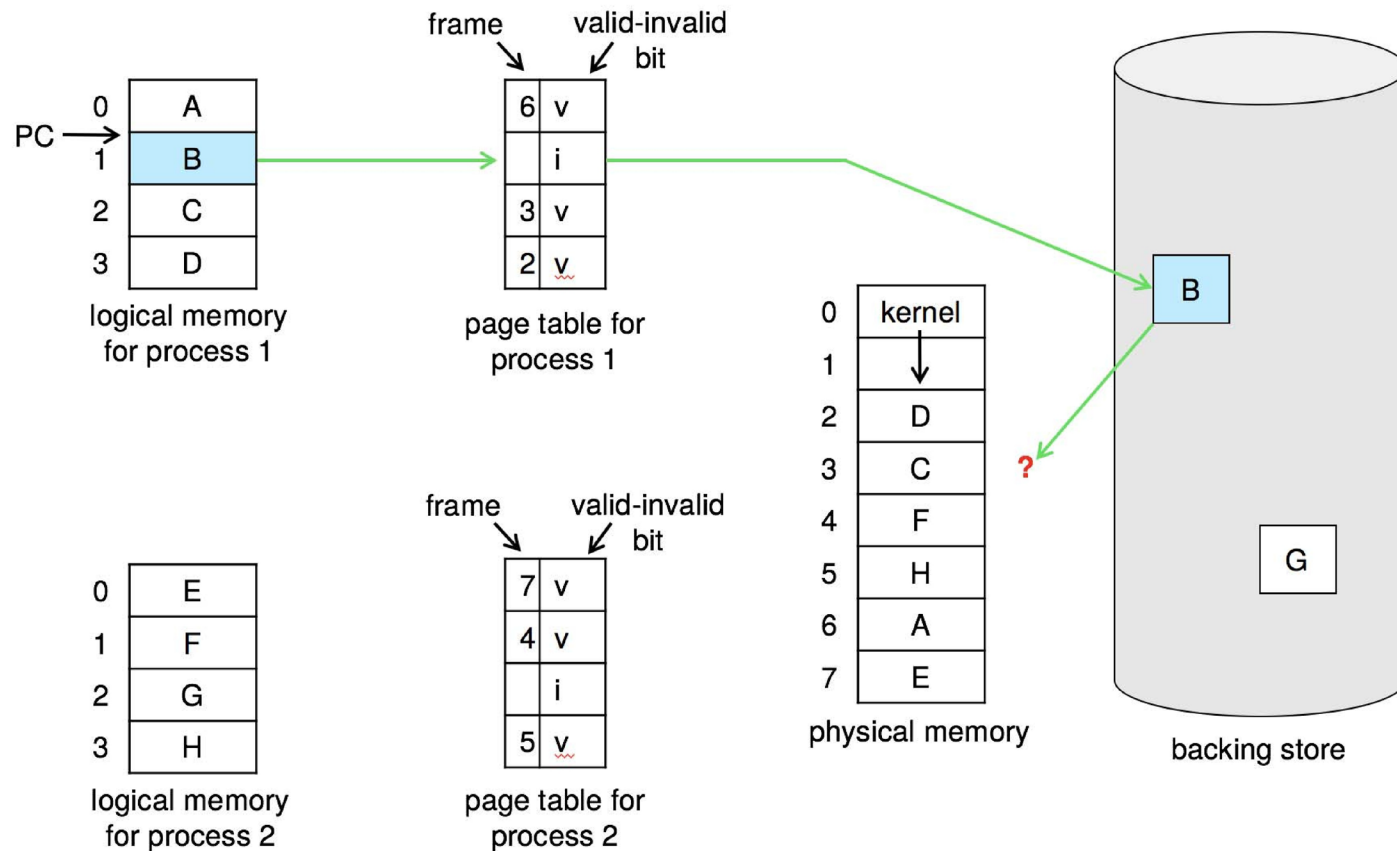 frame
valid-invalid
bit
0
A
6 v
PC
1
B
i
2
C
3 v
3
D
2 v
logical memory
for process 1
page table for
process 1
frame
valid-invalid
bit
0
E
7 v
1
F
4 v
2
G
i
3
H
5 v
logical memory
for process 2
page table for
process 2
0
kernel
1
2
D
3
C
?
4
F
5
H
6
A
7
E
physical memory
B
G
backing store